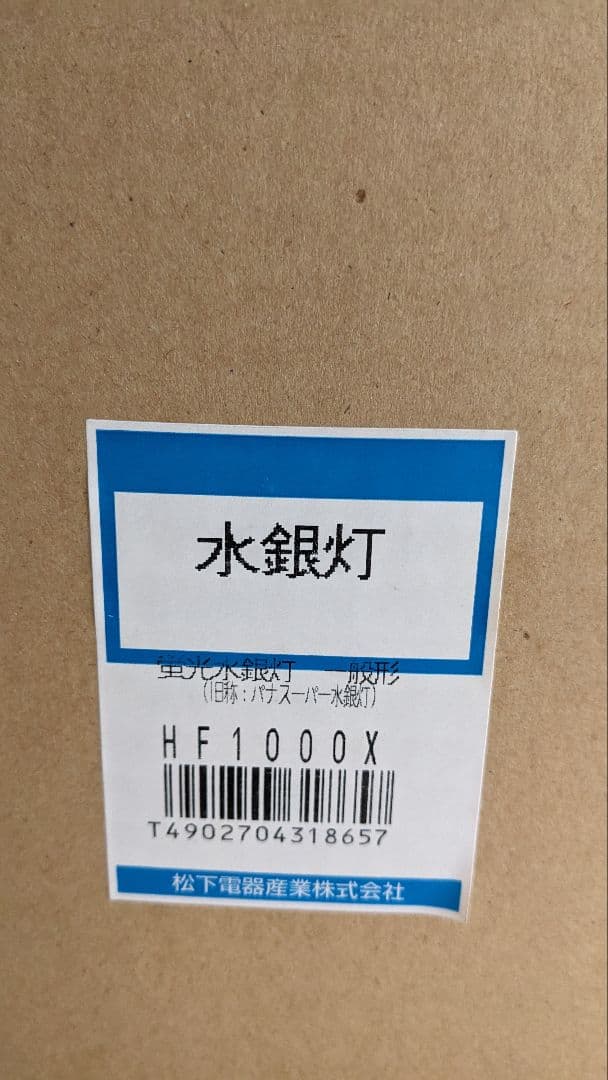 水銀灯
蛍光水銀灯 一般形
(旧称：パナスーパー水銀灯)
HF1000X
T4902704318657
松下電器産業株式会社